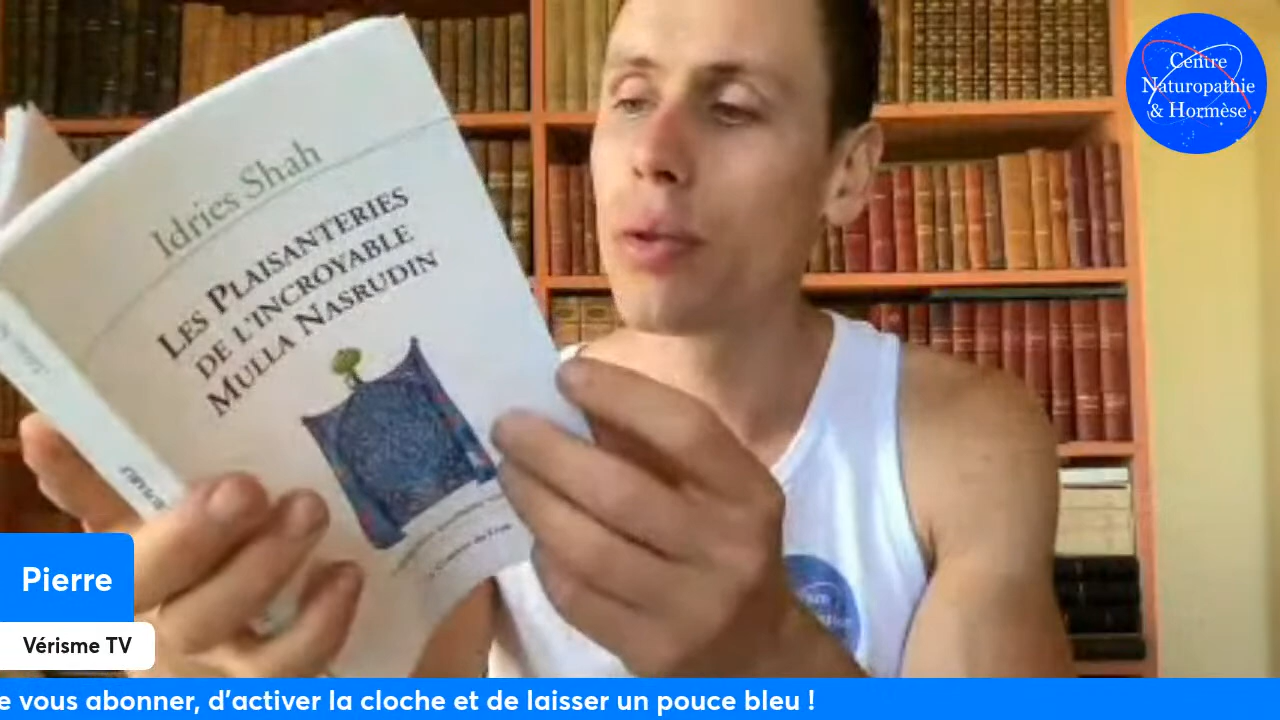 Centre
Naturopathie
& Hormèse
Idries Shah
LES PLAISANTERIES
DE L'INCROYABLE
MULLA NASRUDIN
Pierre
Vérisme TV
e vous abonner, d'activer la cloche et de laisser un pouce bleu !